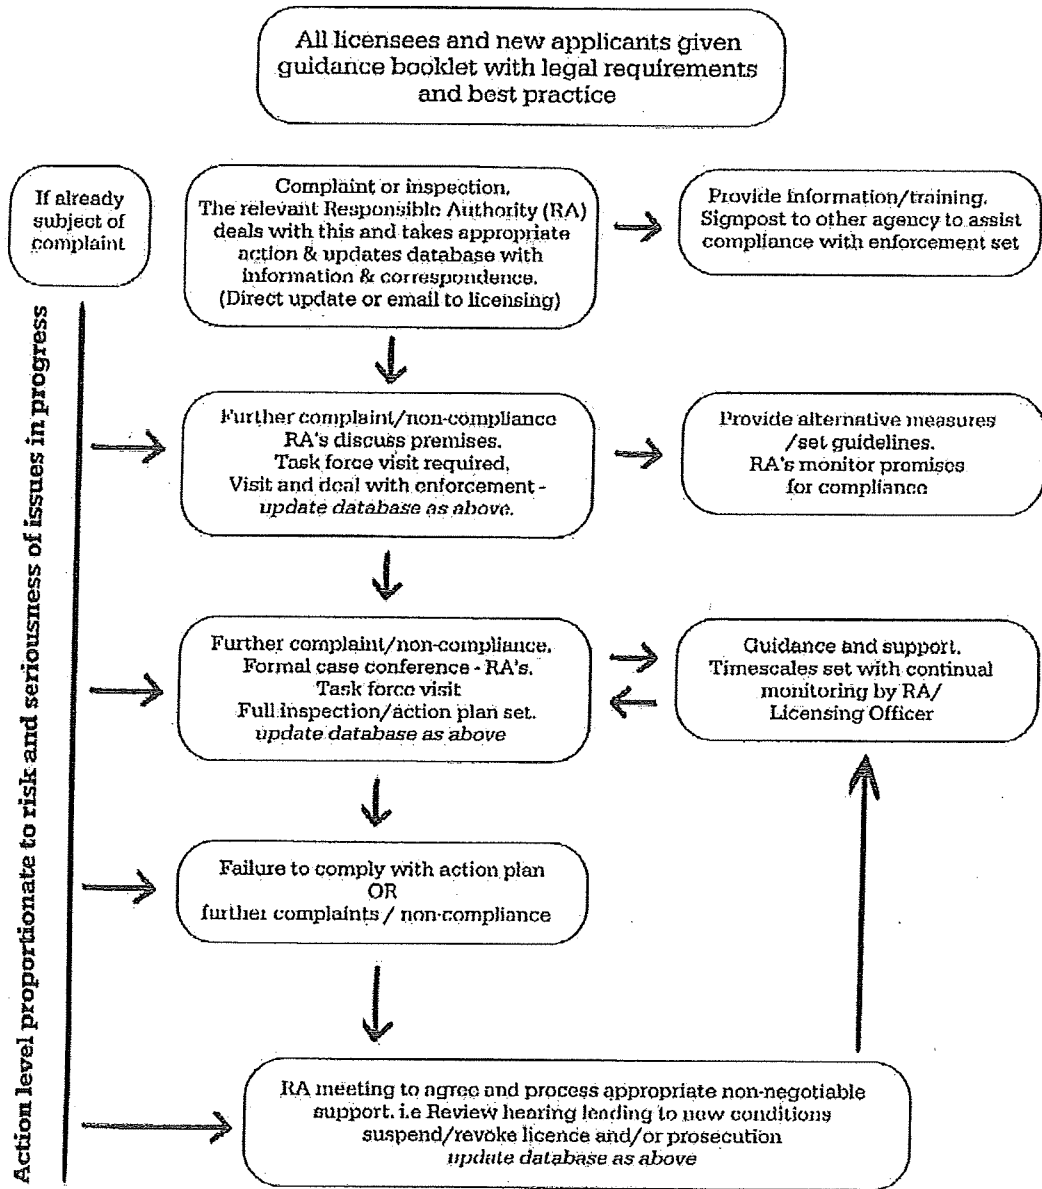 All licensees and new applicants given
guidance booklet with legal requirements
and best practice
If already
subject of
complaint
Complaint or inspection.
The relevant Responsible Authority (RA)
deals with this and takes appropriate
action & updates database with
information & correspondence.
(Direct update or email to licensing)
Provide information/training.
Signpost to other agency to assist
compliance with enforcement set
Action level proportionate to risk and seriousness of issues in progress
Further complaint/non-compliance
RA's discuss premises.
Task force visit required,
Visit and deal with enforcement -
update database as above.
Provide alternative measures
/set guidelines.
RA's monitor premises
for compliance
Further complaint/non-compliance.
Formal case conference - RA's.
Task force visit
Full inspection/action plan set.
update database as above
Guidance and support.
Timescales set with continual
monitoring by RA/
Licensing Officer
Failure to comply with action plan
OR
further complaints / non-compliance
RA meeting to agree and process appropriate non-negotiable
support. i.e Review hearing leading to new conditions
suspend/revoke licence and/or prosecution
update database as above